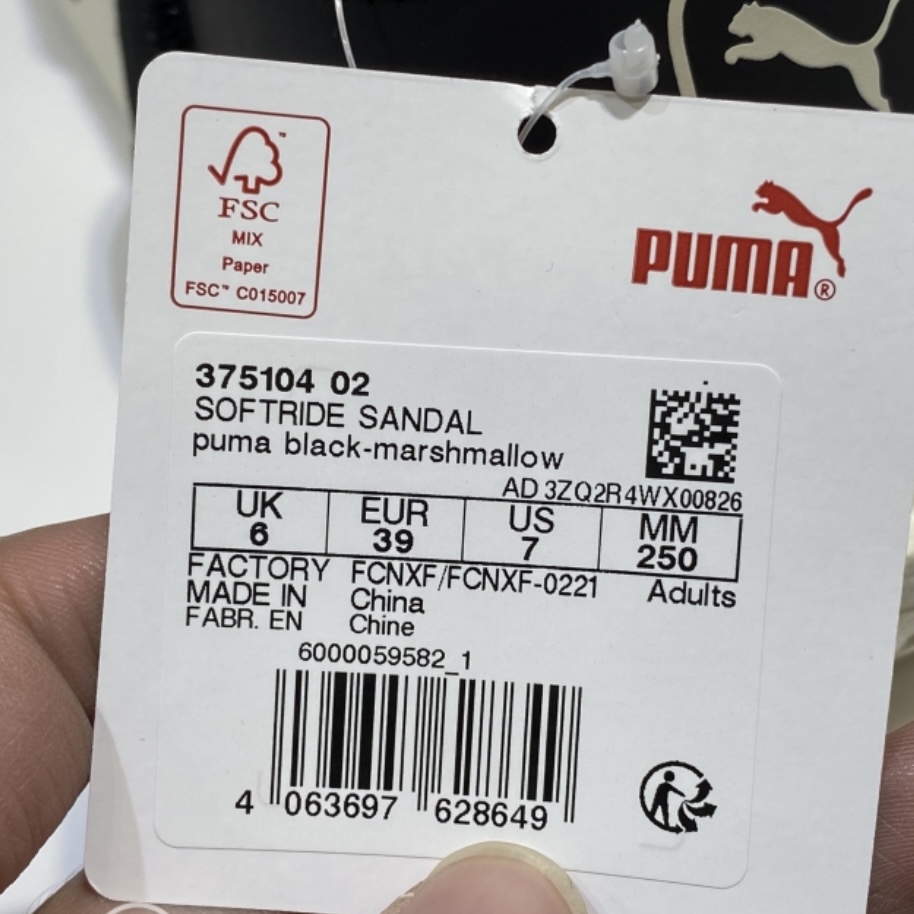 FSC
MIX
Paper
FSC™ C015007
PUMA®
375104 02
SOFTRIDE SANDAL
puma black-marshmallow
AD 3ZQ2R4WX00826
UK EUR US MM
6 39 7 250
FACTORY FCNXF/FCNXF-0221 Adults
MADE IN China
FABR. EN Chine
6000059582_1
4 063697 628649